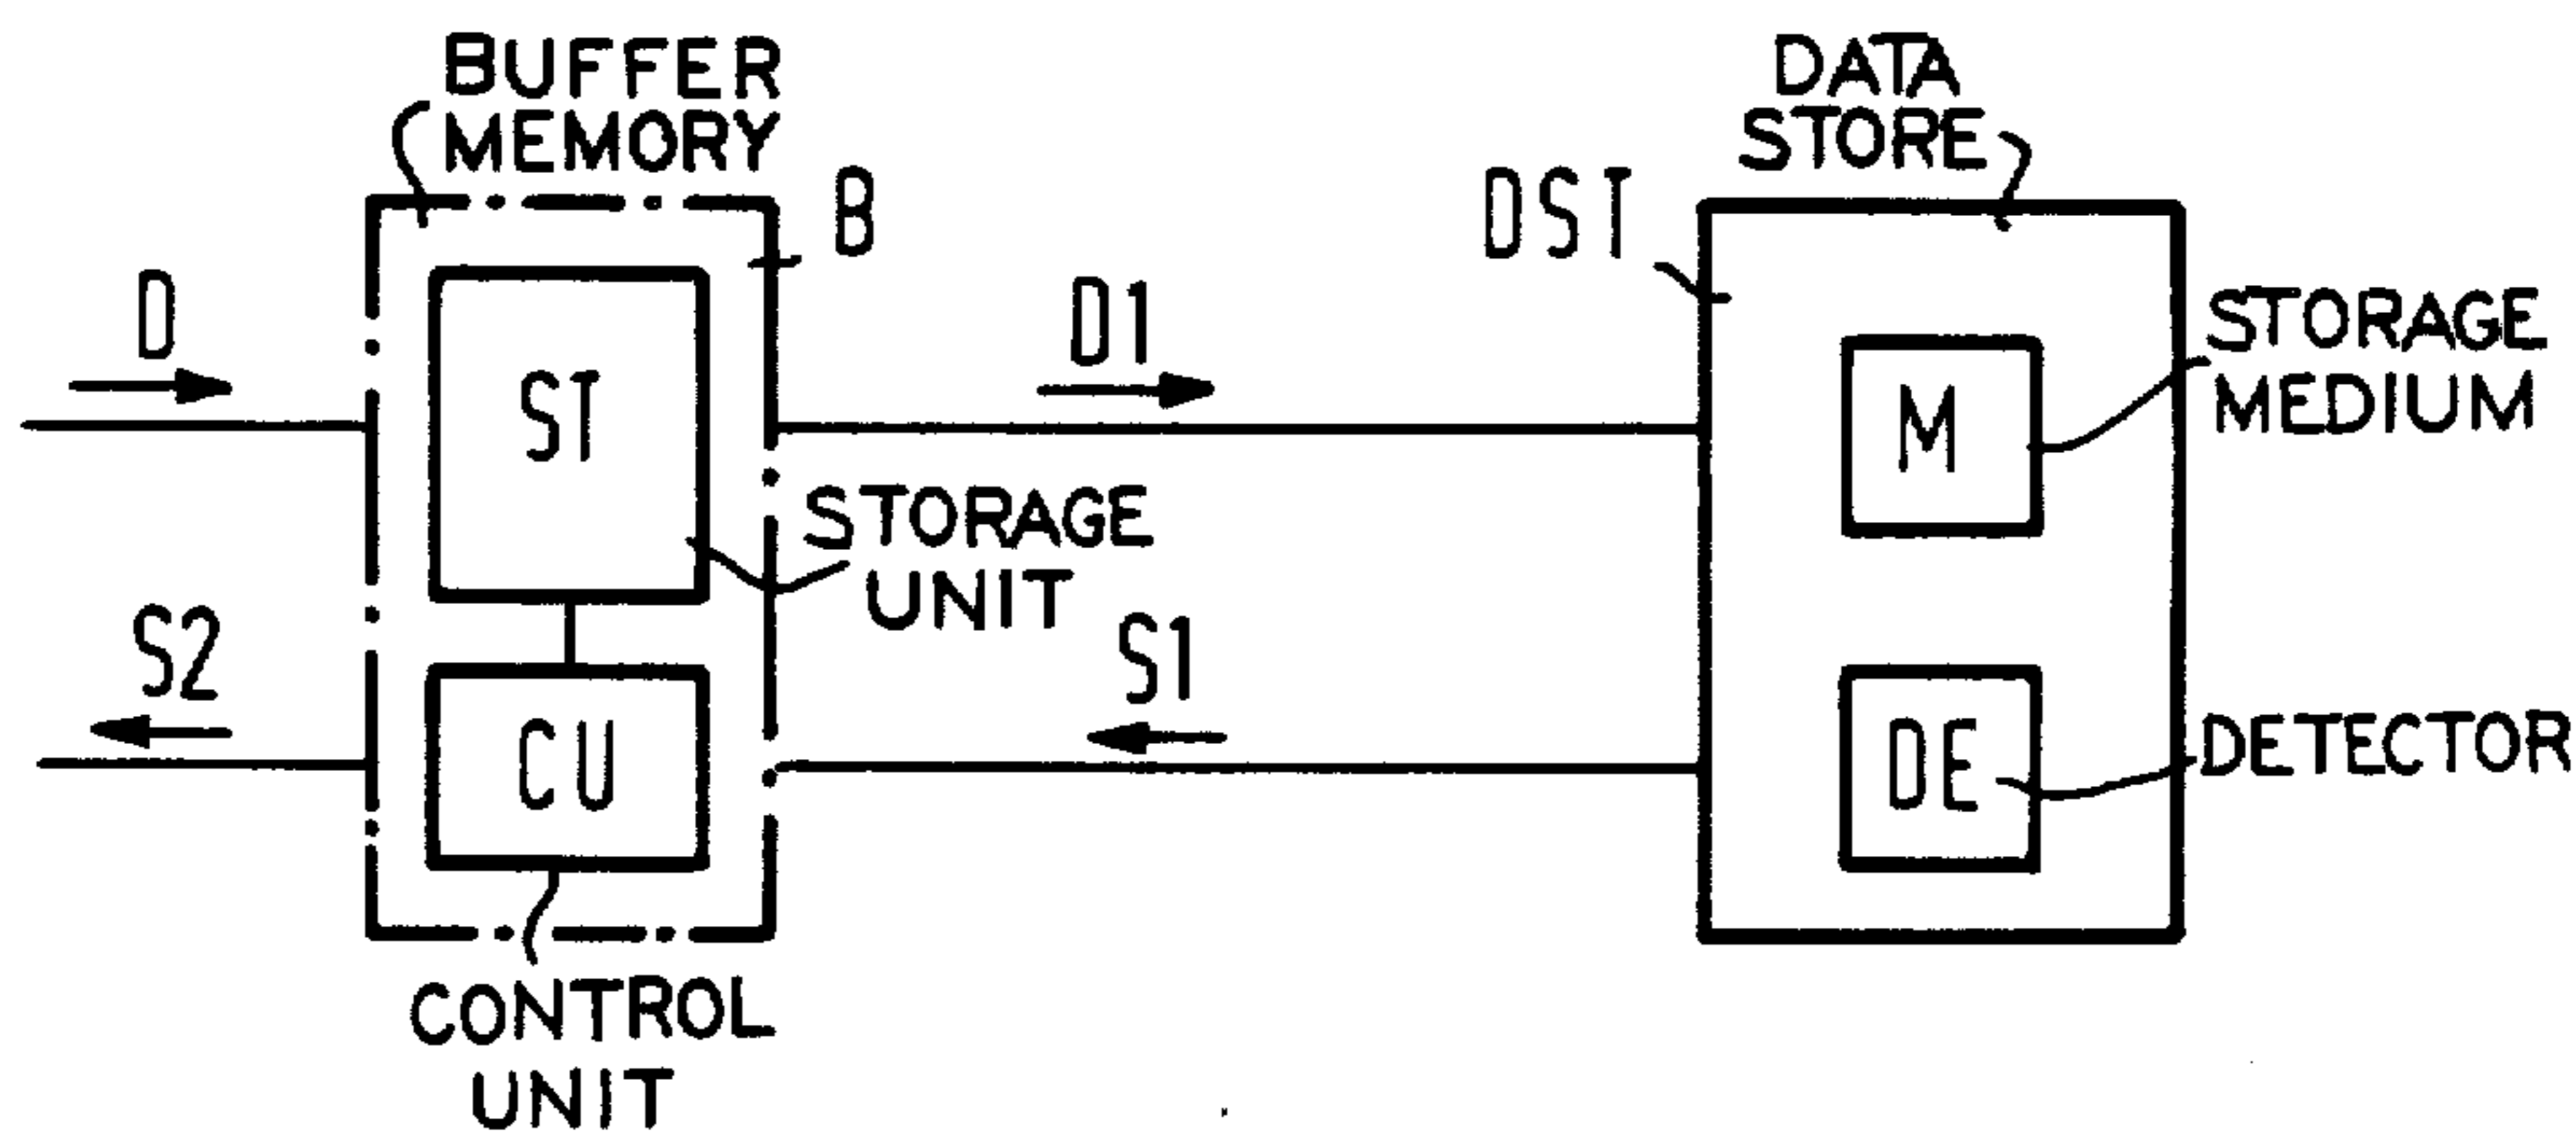 BUFFER
MEMORY
B
D
ST
STORAGE
UNIT
S2
CU
CONTROL
UNIT
D1
S1
DST
DATA
STORE
M
STORAGE
MEDIUM
DE
DETECTOR